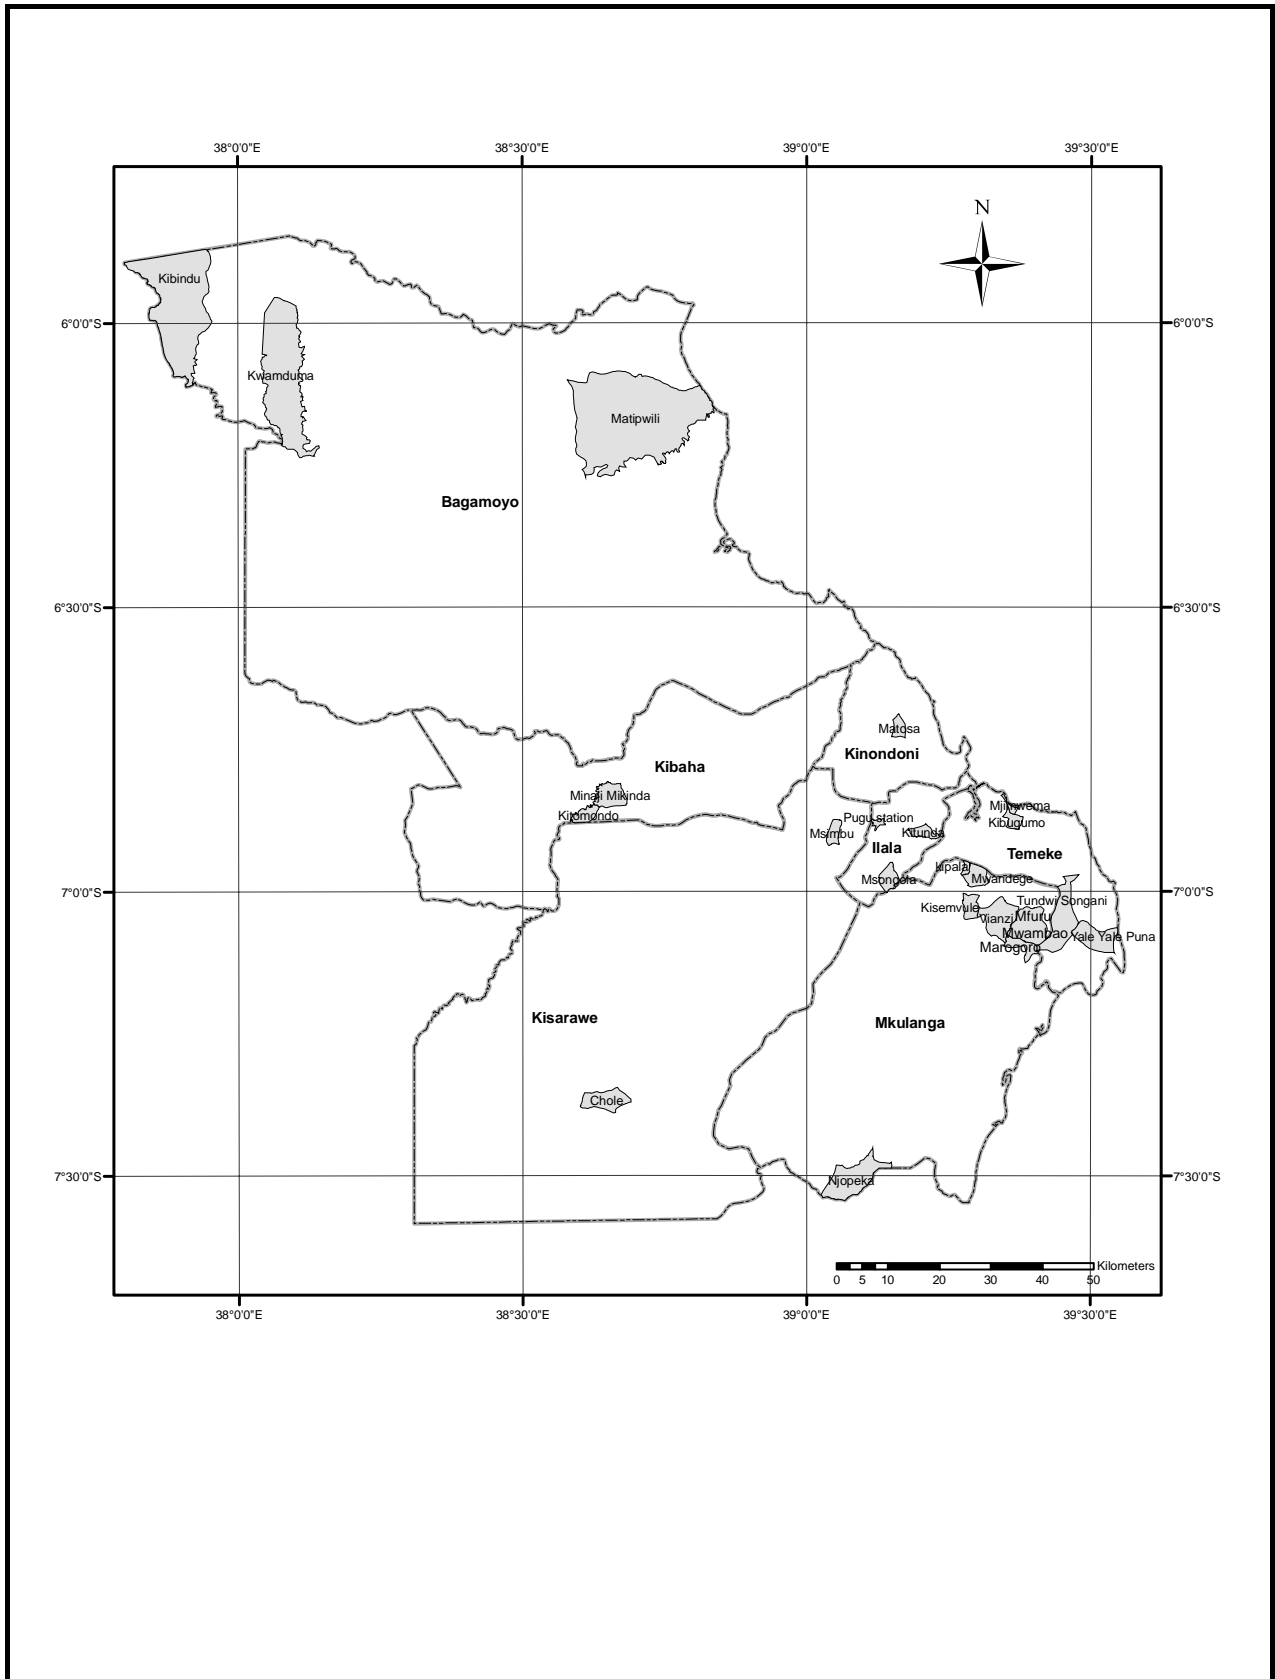 38°0'0"E 38°30'0"E 39°0'0"E 39°30'0"E
N
Kibindu
6°0'0"S 6°0'0"S
Kwamduma
Matipwili
Bagamoyo
6°30'0"S 6°30'0"S
Matosa
Kinondoni
Kibaha
Minazi Mikinda
Mjimwema
Kitomondo
Pugu station
Kibugumo
Msimbu
Kitunda
Ilala
Temeke
Kipala
Msongola
Mwandege
7°0'0"S 7°0'0"S
Tundwi Songani
Kisemvule
Vianzi
Mfuru
Mwambao
Yale Yale Puna
Marogoro
Kisarawe
Mkulanga
Chole
7°30'0"S 7°30'0"S
Njopeka
Kilometers
0 5 10 20 30 40 50
38°0'0"E 38°30'0"E 39°0'0"E 39°30'0"E